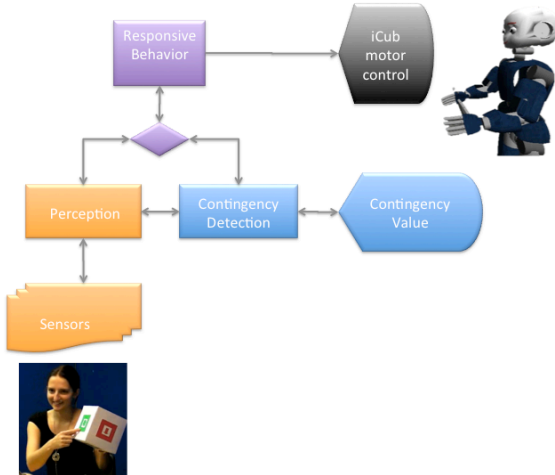 Responsive
Behavior
iCub
motor
control
Perception
Contingency
Detection
Contingency
Value
Sensors